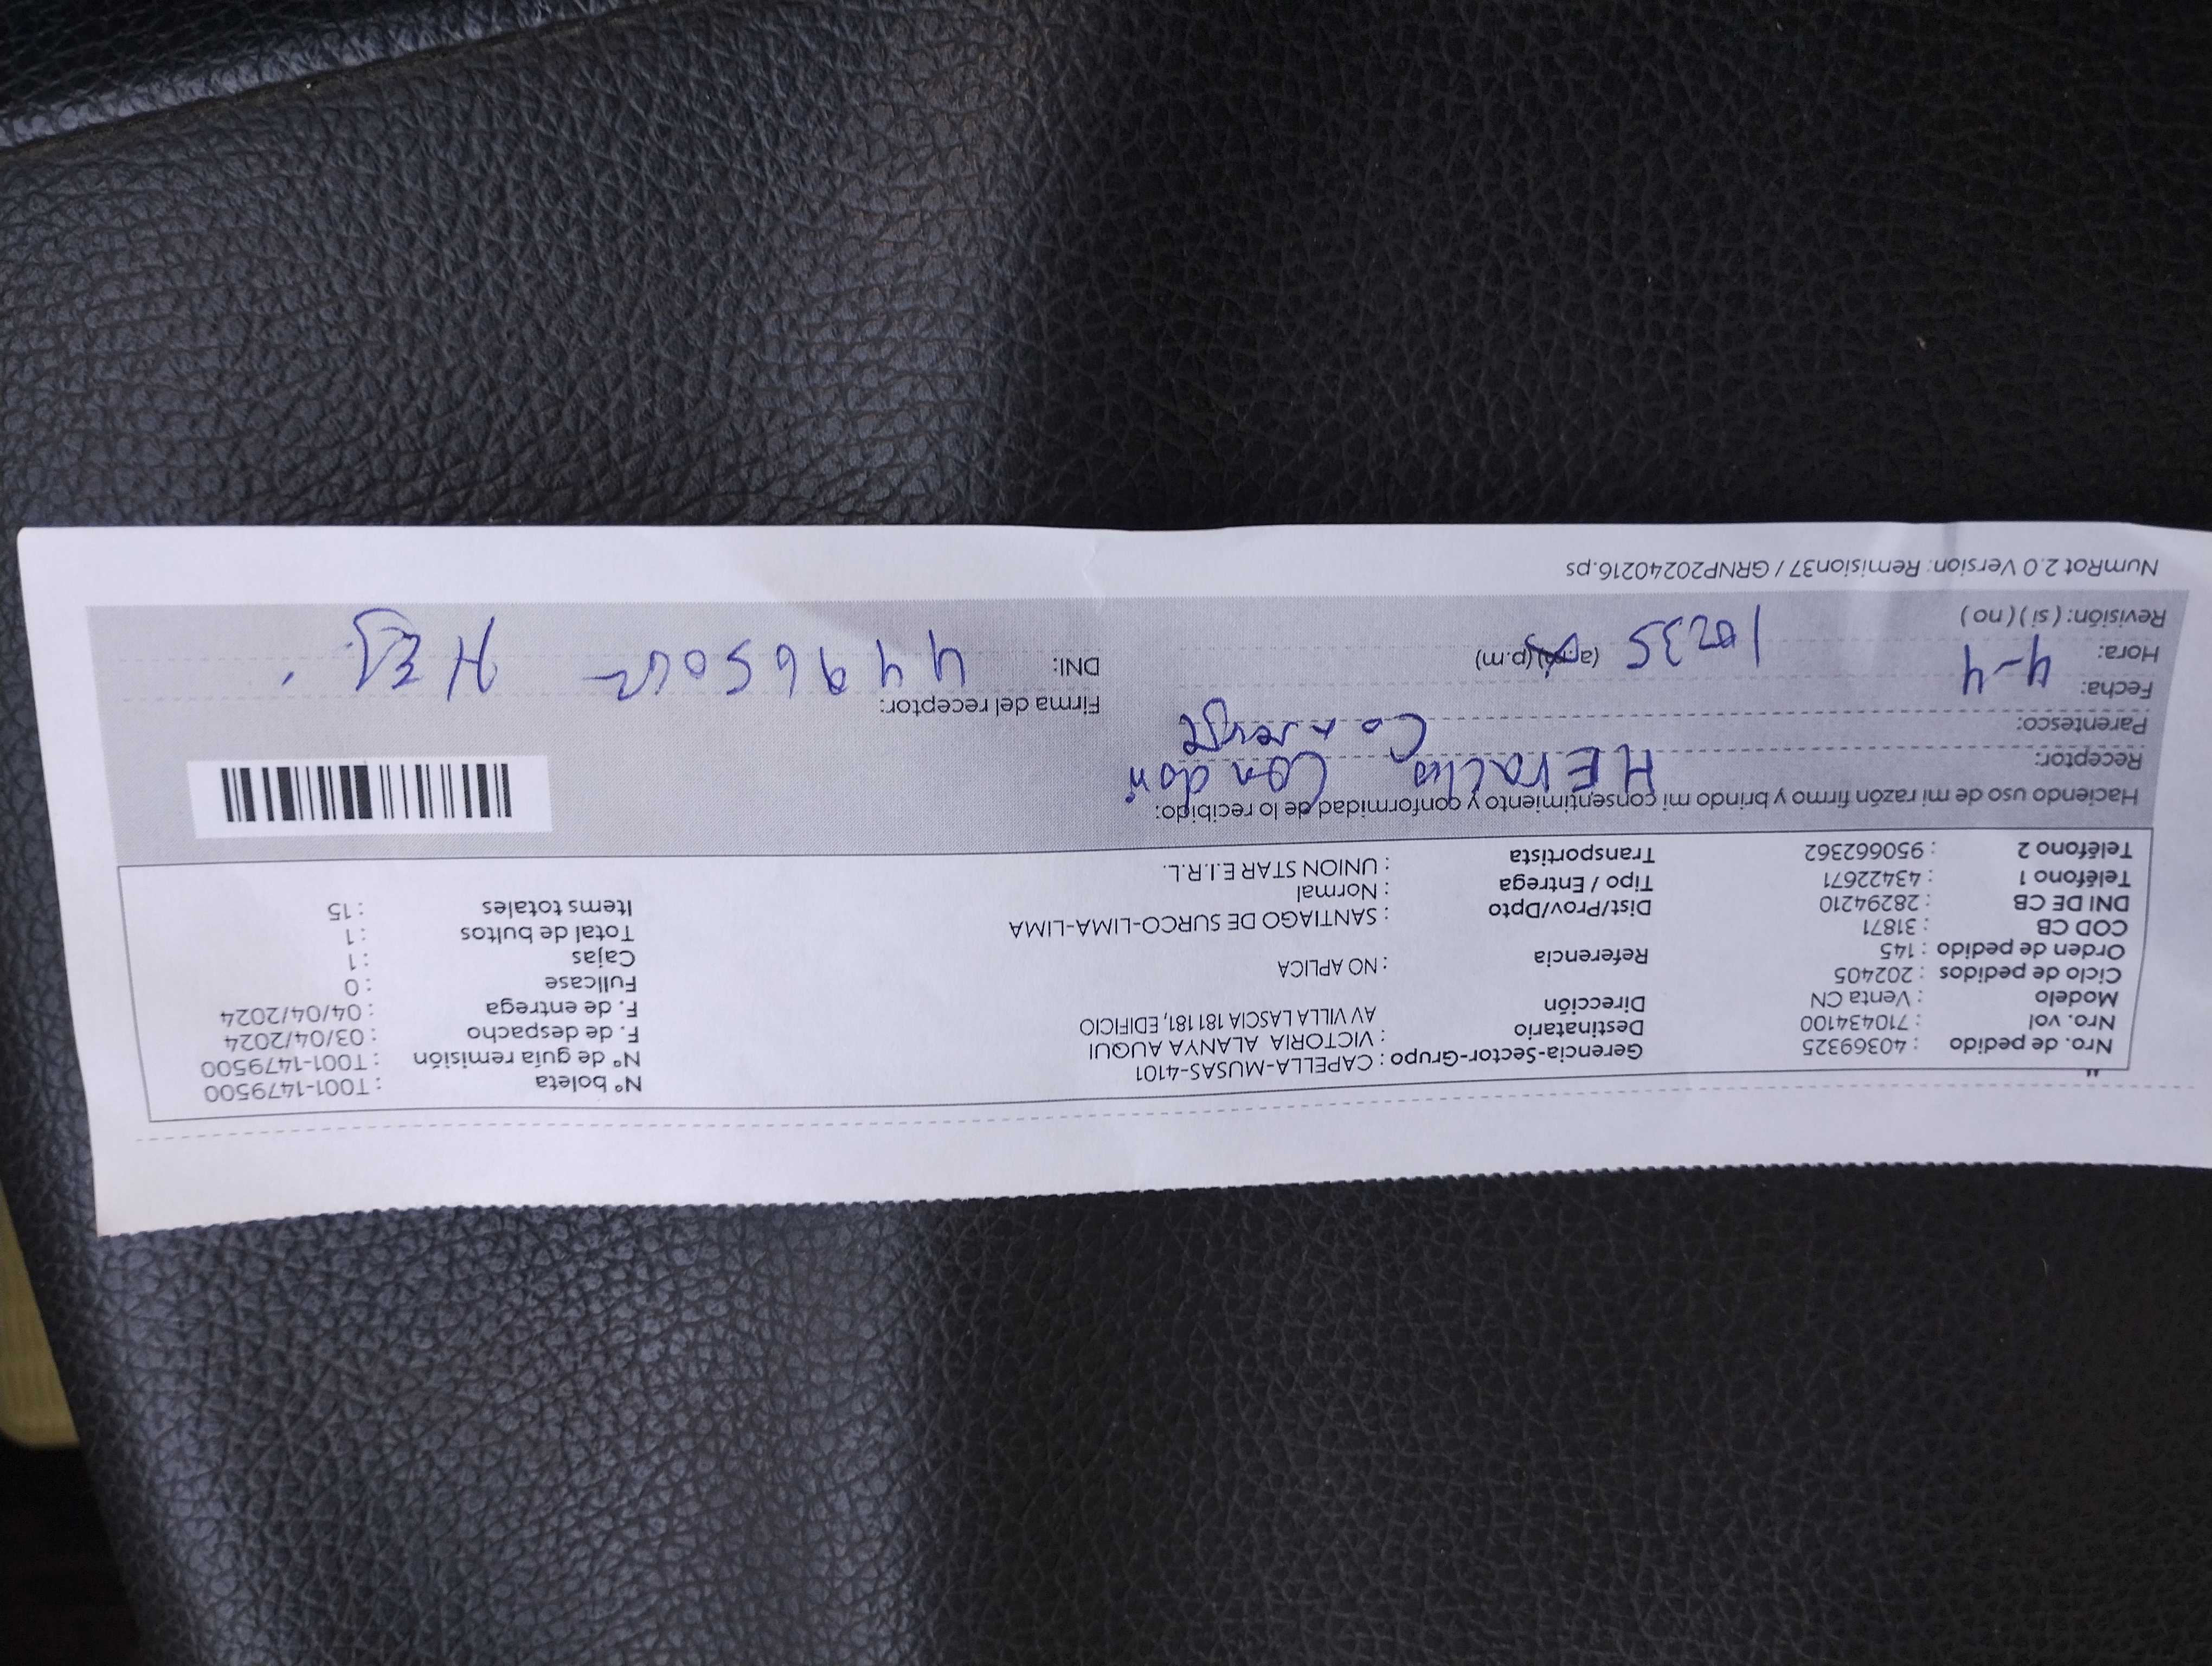 Nro. de pedido : 40369325 Gerencia-Sector-Grupo : CAPELLA-MUSAS-4101 N° boleta : T001-1479500
Nro. vol : 710434100 Destinatario : VICTORIA ALANYA AUQUI N° de guía remisión : T001-1479500
Modelo : Venta CN Dirección AV VILLA LASCIA 181 181, EDIFICIO F. de despacho : 03/04/2024
Ciclo de pedidos : 202405 F. de entrega : 04/04/2024
Orden de pedido : 145 Referencia : NO APLICA Fullcase : 0
COD CB : 31871 Cajas : 1
DNI DE CB : 28294210 Dist/Prov/Dpto : SANTIAGO DE SURCO-LIMA-LIMA Total de bultos : 1
Teléfono 1 : 43422671 Tipo / Entrega : Normal Items totales : 15
Teléfono 2 : 950662362 Transportista : UNION STAR E.I.R.L.
Haciendo uso de mi razón firmo y brindo mi consentimiento y conformidad de lo recibido:
Receptor: HEraclio Condori
Parentesco: Conserje
Fecha: 4-4 Firma del receptor:
Hora: (a.m) (p.m) DNI:
Revisión: ( si ) ( no )
NumRot 2.0 Version: Remision37 / GRNP20240216.ps